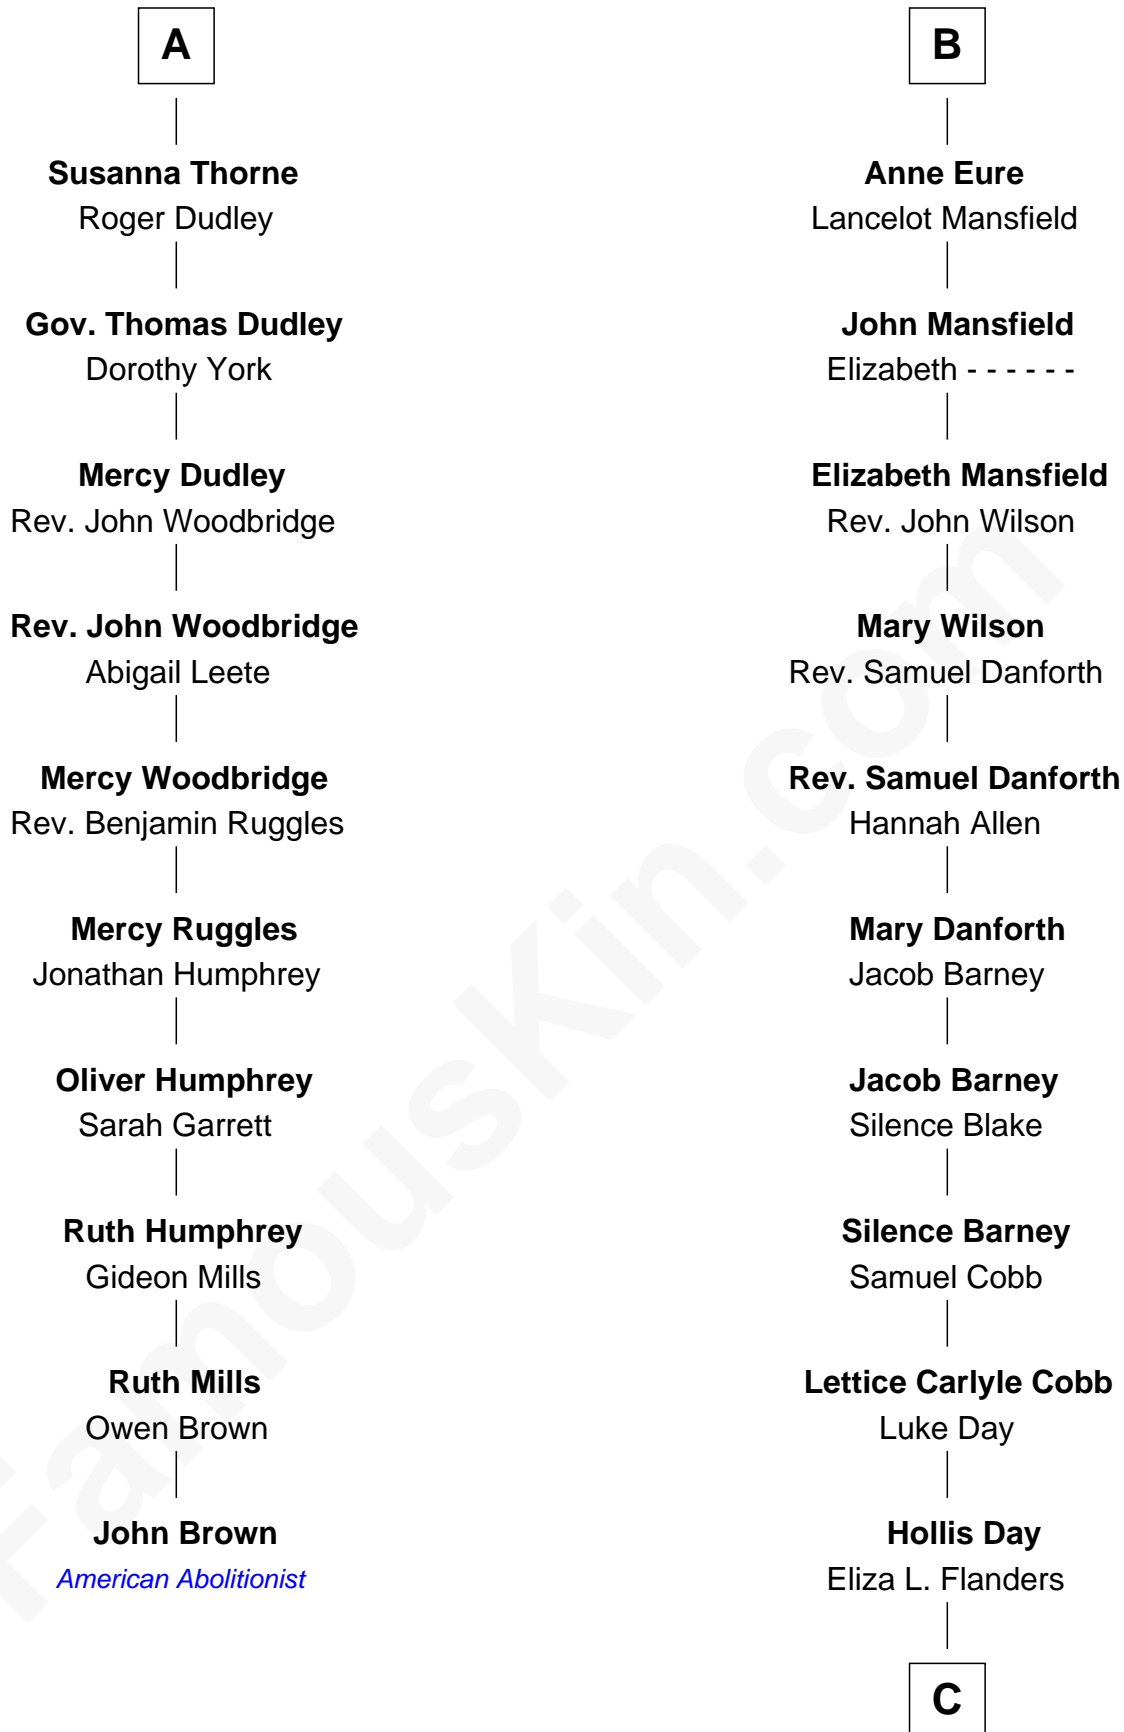 A
Susanna Thorne
Roger Dudley
Gov. Thomas Dudley
Dorothy York
Mercy Dudley
Rev. John Woodbridge
Rev. John Woodbridge
Abigail Leete
Mercy Woodbridge
Rev. Benjamin Ruggles
Mercy Ruggles
Jonathan Humphrey
Oliver Humphrey
Sarah Garrett
Ruth Humphrey
Gideon Mills
Ruth Mills
Owen Brown
John Brown
American Abolitionist
B
Anne Eure
Lancelot Mansfield
John Mansfield
Elizabeth - - - - - -
Elizabeth Mansfield
Rev. John Wilson
Mary Wilson
Rev. Samuel Danforth
Rev. Samuel Danforth
Hannah Allen
Mary Danforth
Jacob Barney
Jacob Barney
Silence Blake
Silence Barney
Samuel Cobb
Lettice Carlyle Cobb
Luke Day
Hollis Day
Eliza L. Flanders
C
FamousKin.com